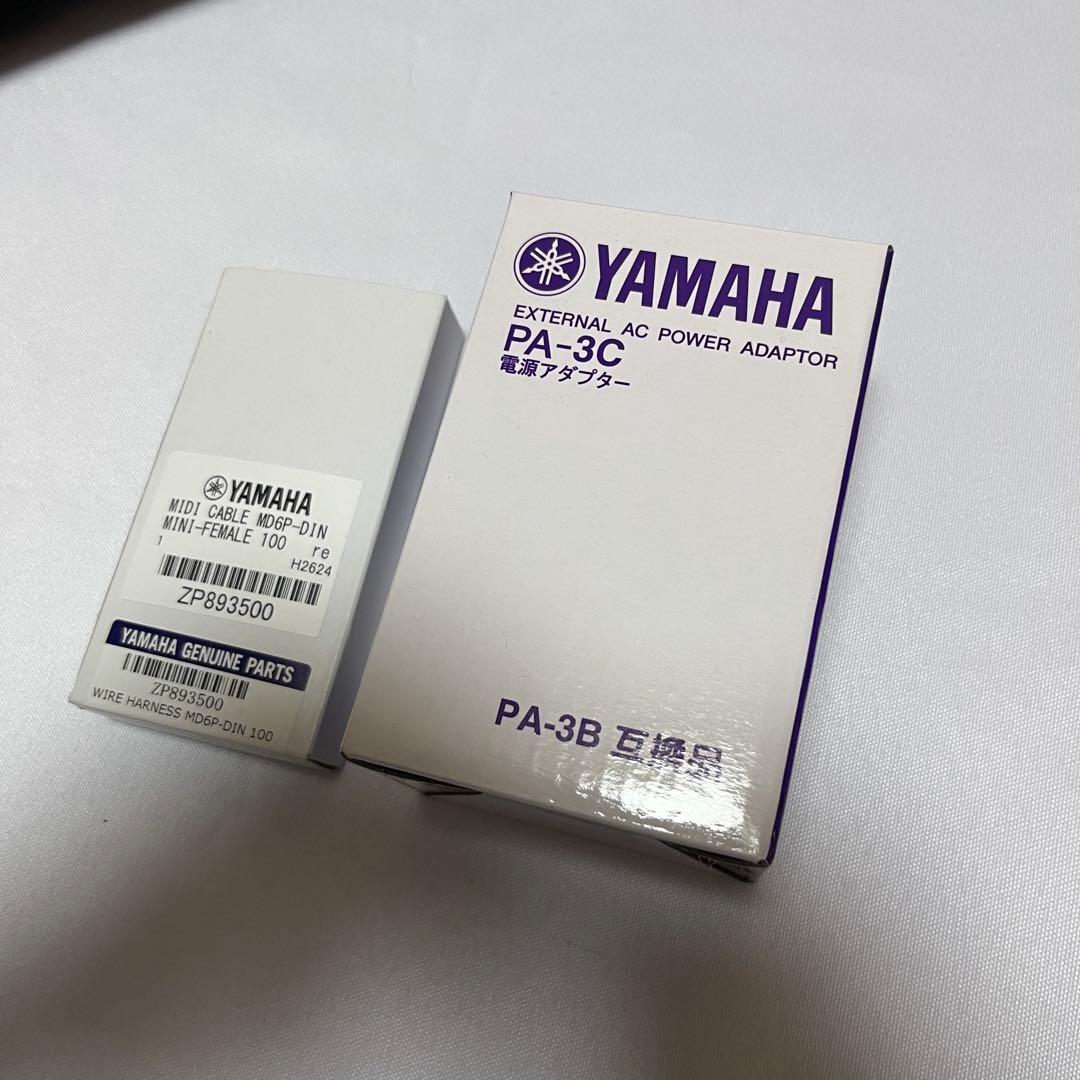 YAMAHA
MIDI CABLE MD6P-DIN
MINI-FEMALE 100 re
1
H2624
ZP893500
YAMAHA GENUINE PARTS
ZP893500
WIRE HARNESS MD6P-DIN 100
YAMAHA
EXTERNAL AC POWER ADAPTOR
PA-3C
電源アダプター
PA-3B 互換品